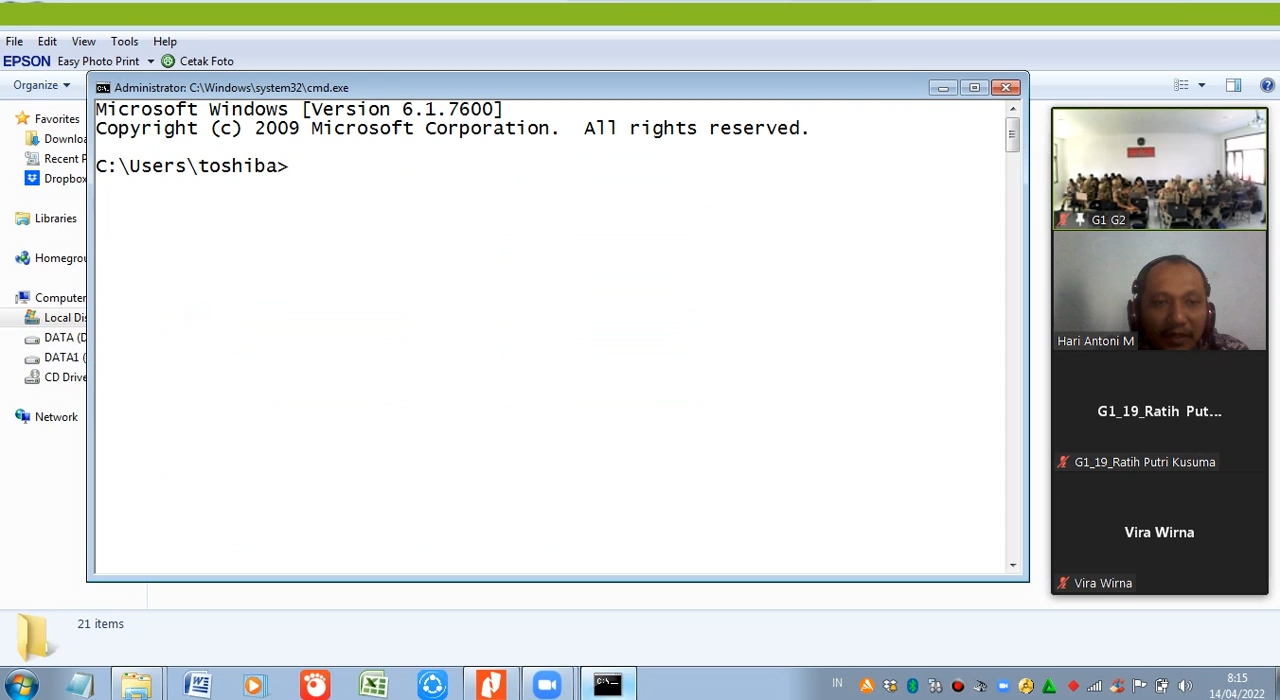 File Edit View Tools Help
EPSON Easy Photo Print Cetak Foto
Organize
Administrator: C:\Windows\system32\cmd.exe
Microsoft Windows [Version 6.1.7600]
Copyright (c) 2009 Microsoft Corporation.  All rights reserved.
C:\Users\toshiba>
Favorites
Downloa
Recent P
Dropbox
Libraries
Homegrou
Computer
Local Dis
DATA (D
DATA1 (
CD Drive
Network
21 items
G1 G2
Hari Antoni M
G1_19_Ratih Put...
G1_19_Ratih Putri Kusuma
Vira Wirna
Vira Wirna
IN
8:15
14/04/2022